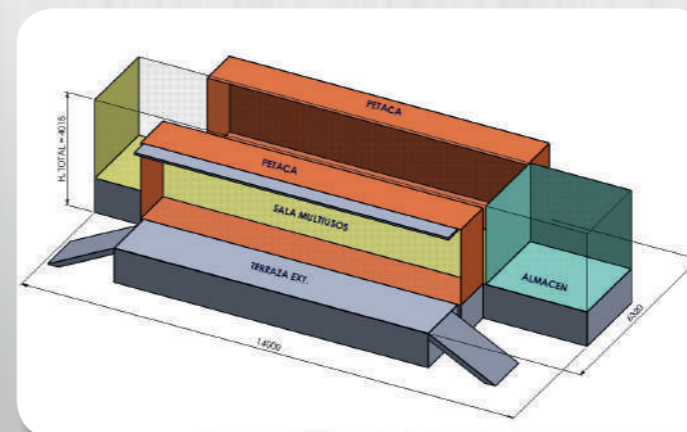 PETACA
H. TOTAL = 4015
PETACA
SALA MULTIUSOS
TERRAZA EXT.
ALMACEN
6320
14000